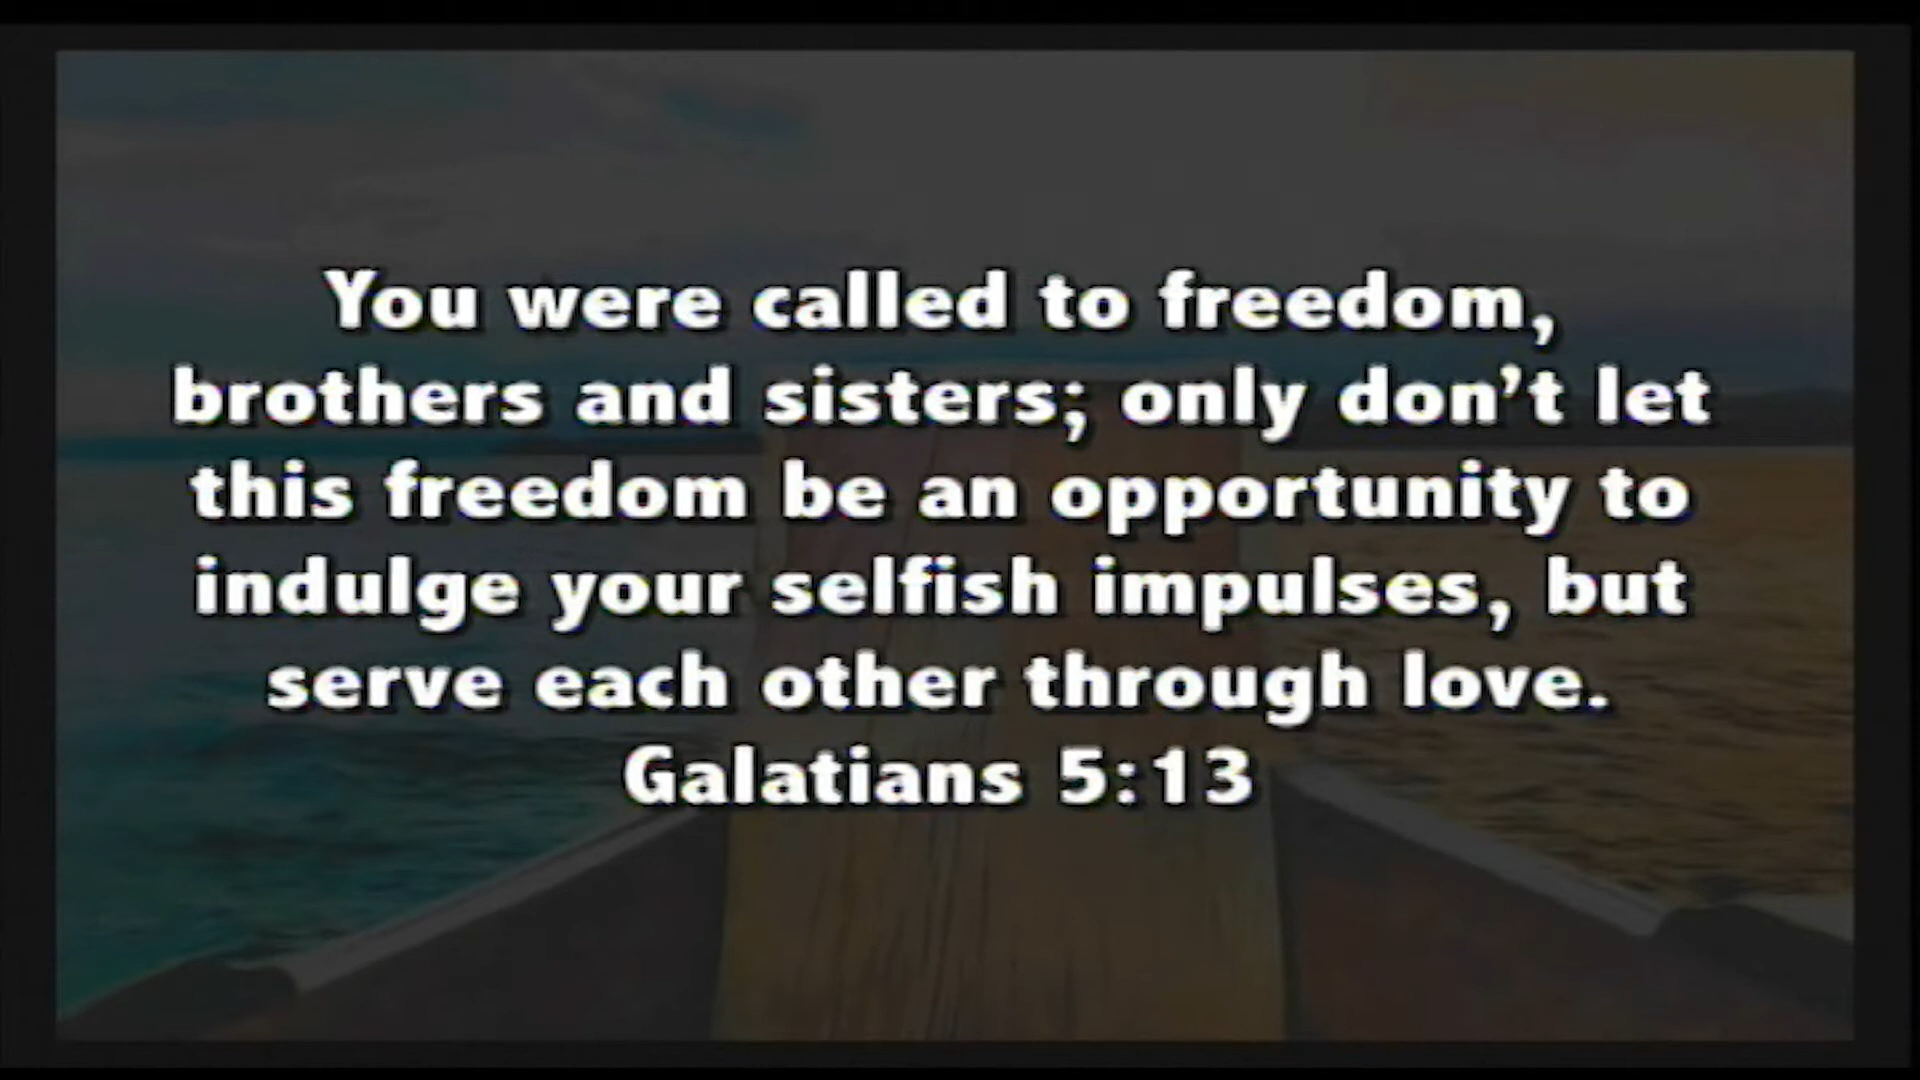 You were called to freedom,
brothers and sisters; only don't let
this freedom be an opportunity to
indulge your selfish impulses, but
serve each other through love.
Galatians 5:13